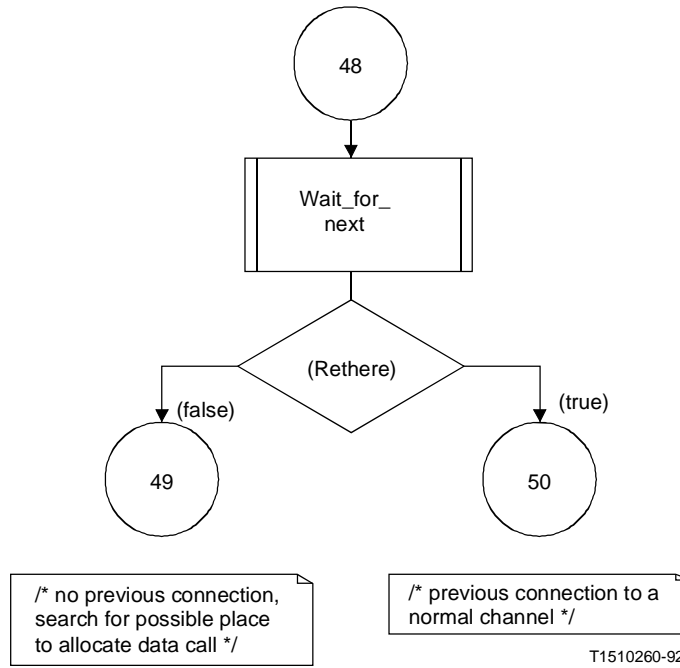 48
Wait_for_
next
(Rethere)
(false)
(true)
49
50
/* no previous connection,
search for possible place
to allocate data call */
/* previous connection to a
normal channel */
T1510260-92